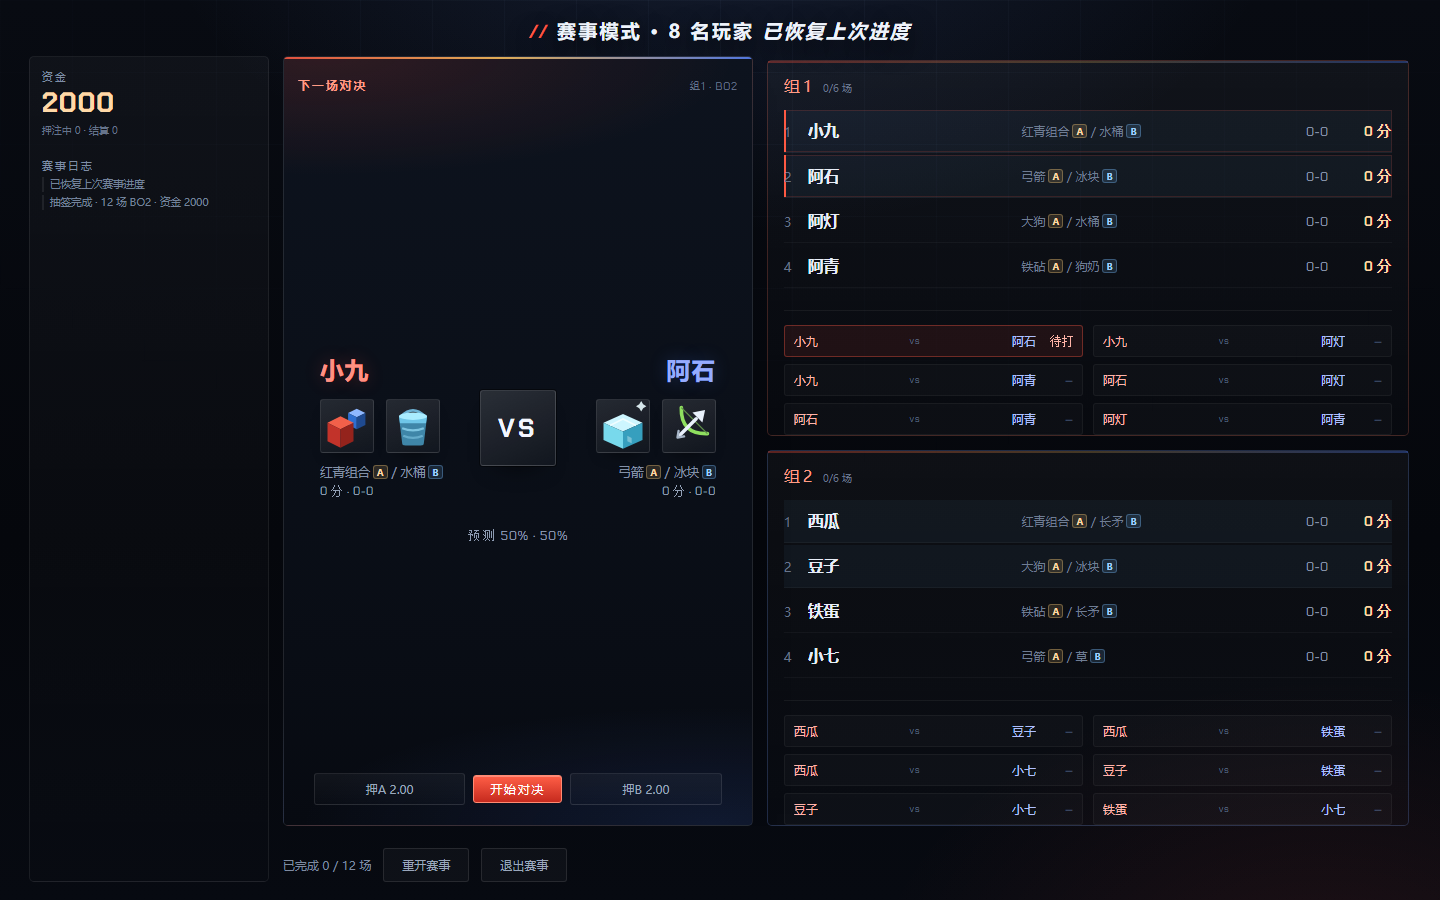 // 赛事模式 • 8 名玩家 已恢复上次进度
资金
2000
押注中 0 · 结算 0
赛事日志
已恢复上次赛事进度
抽签完成 · 12 场 BO2 · 资金 2000
下一场对决
组1 · BO2
小九
阿石
VS
红青组合 A / 水桶 B
0 分 · 0-0
弓箭 A / 冰块 B
0 分 · 0-0
预测 50% · 50%
押A 2.00
开始对决
押B 2.00
已完成 0 / 12 场
重开赛事
退出赛事
组1 0/6 场
1 小九 红青组合 A / 水桶 B 0-0 0 分
2 阿石 弓箭 A / 冰块 B 0-0 0 分
3 阿灯 大狗 A / 水桶 B 0-0 0 分
4 阿青 铁砧 A / 狗奶 B 0-0 0 分
小九 vs 阿石 待打
小九 vs 阿灯 –
小九 vs 阿青 –
阿石 vs 阿灯 –
阿石 vs 阿青 –
阿灯 vs 阿青 –
组2 0/6 场
1 西瓜 红青组合 A / 长矛 B 0-0 0 分
2 豆子 大狗 A / 冰块 B 0-0 0 分
3 铁蛋 铁砧 A / 长矛 B 0-0 0 分
4 小七 弓箭 A / 草 B 0-0 0 分
西瓜 vs 豆子 –
西瓜 vs 铁蛋 –
西瓜 vs 小七 –
豆子 vs 铁蛋 –
豆子 vs 小七 –
铁蛋 vs 小七 –